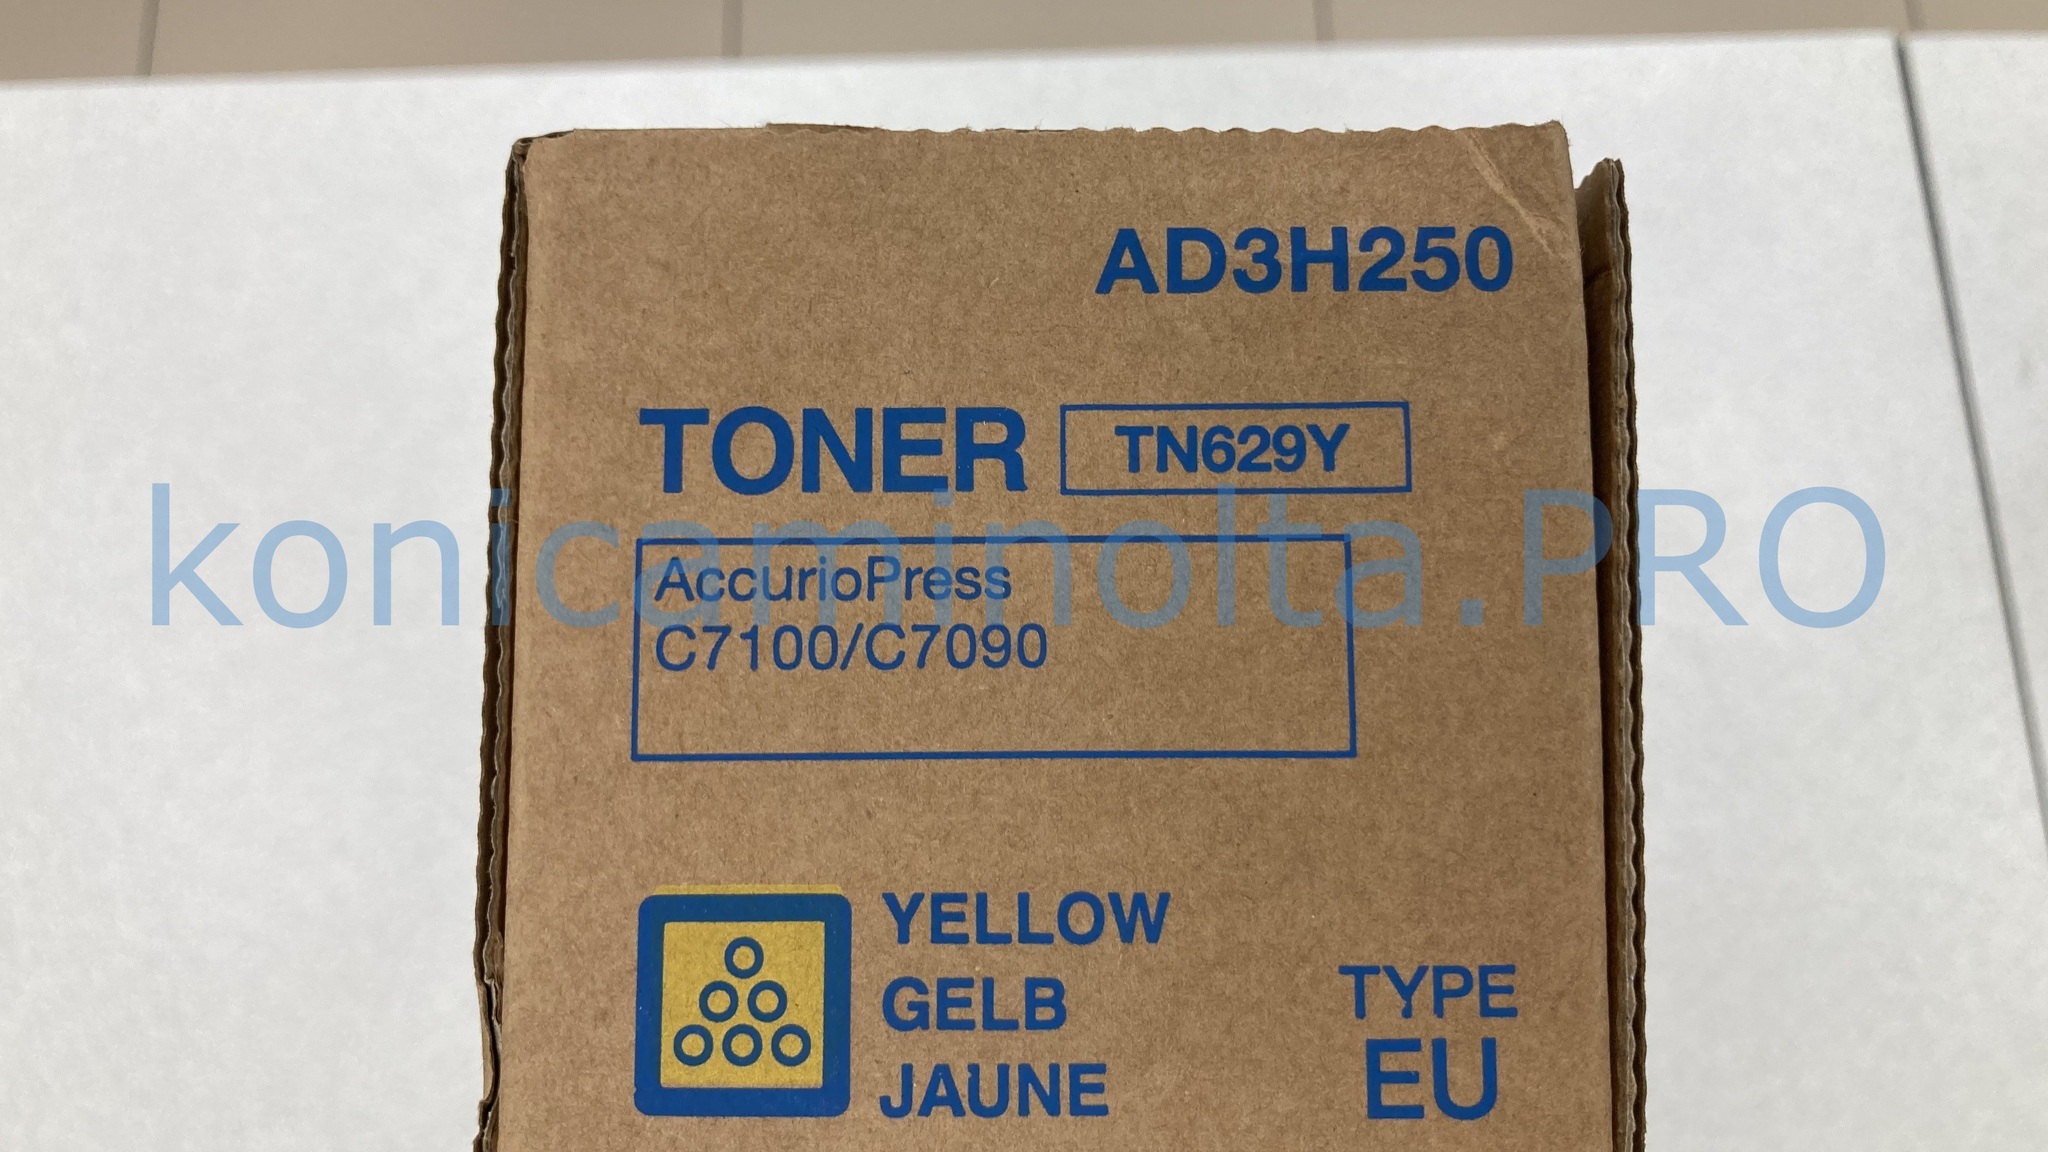 AD3H250
TONER TN629Y
konicaminolta.PRO
AccurioPress
C7100/C7090
YELLOW
GELB
JAUNE
TYPE
EU